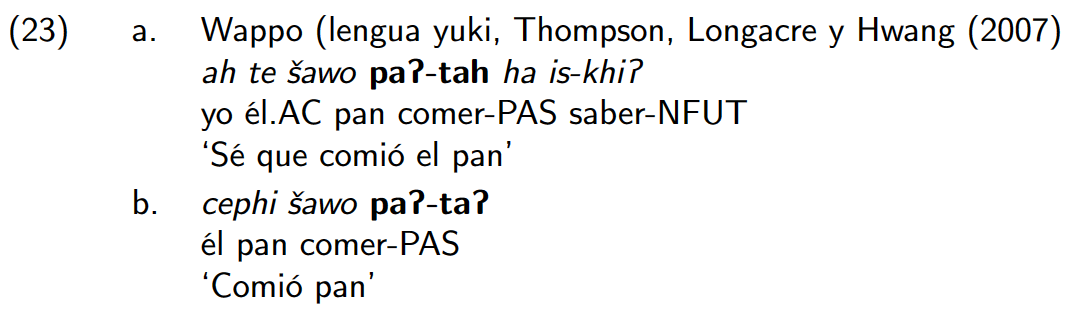 (23) a. Wappo (lengua yuki, Thompson, Longacre y Hwang (2007)
ah te šawo paʔ-tah ha is-khiʔ
yo él.AC pan comer-PAS saber-NFUT
‘Sé que comió el pan’
b. cephi šawo paʔ-taʔ
él pan comer-PAS
‘Comió pan’